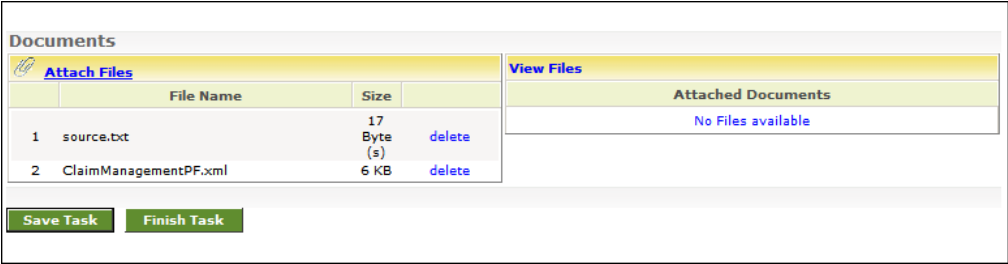 Documents
Attach Files
File Name Size
1 source.txt 17 Byte (s) delete
2 ClaimManagementPF.xml 6 KB delete
View Files
Attached Documents
No Files available
Save Task Finish Task